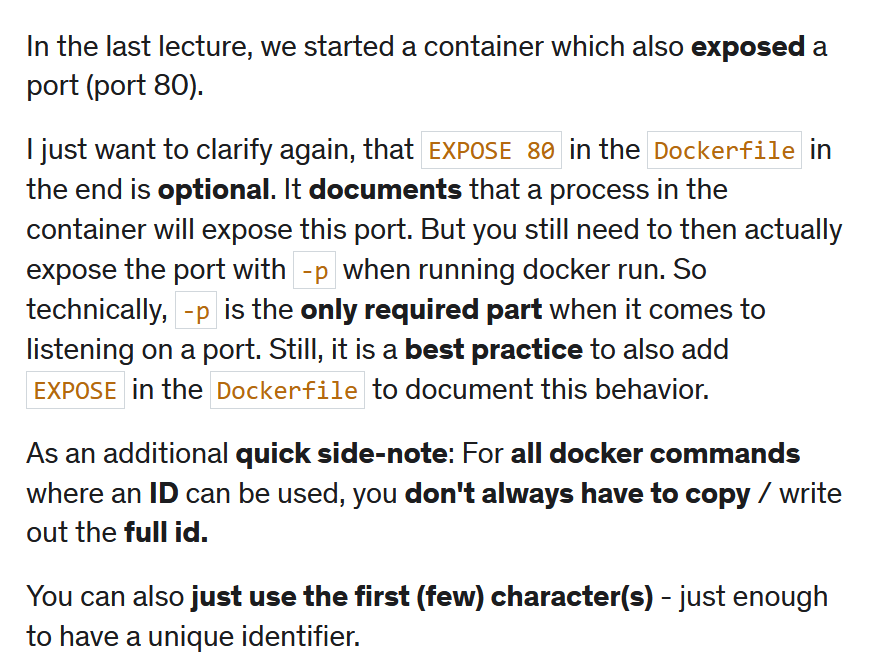 In the last lecture, we started a container which also exposed a
port (port 80).
I just want to clarify again, that EXPOSE 80 in the Dockerfile in
the end is optional. It documents that a process in the
container will expose this port. But you still need to then actually
expose the port with -p when running docker run. So
technically, -p is the only required part when it comes to
listening on a port. Still, it is a best practice to also add
EXPOSE in the Dockerfile to document this behavior.
As an additional quick side-note: For all docker commands
where an ID can be used, you don't always have to copy / write
out the full id.
You can also just use the first (few) character(s) - just enough
to have a unique identifier.